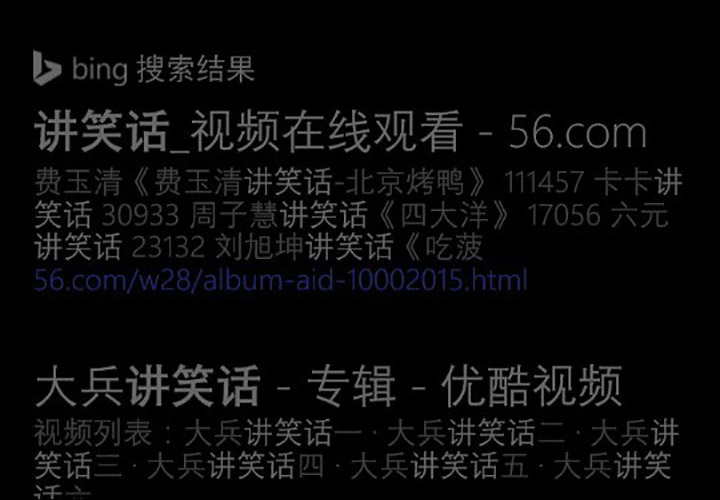 bing 搜索结果
讲笑话_视频在线观看 - 56.com
费玉清《费玉清讲笑话-北京烤鸭》 111457 卡卡讲
笑话 30933 周子慧讲笑话《四大洋》 17056 六元
讲笑话 23132 刘旭坤讲笑话《吃菠
56.com/w28/album-aid-10002015.html
大兵讲笑话 - 专辑 - 优酷视频
视频列表：大兵讲笑话一 · 大兵讲笑话二 · 大兵讲
笑话三 · 大兵讲笑话四 · 大兵讲笑话五 · 大兵讲笑
话六